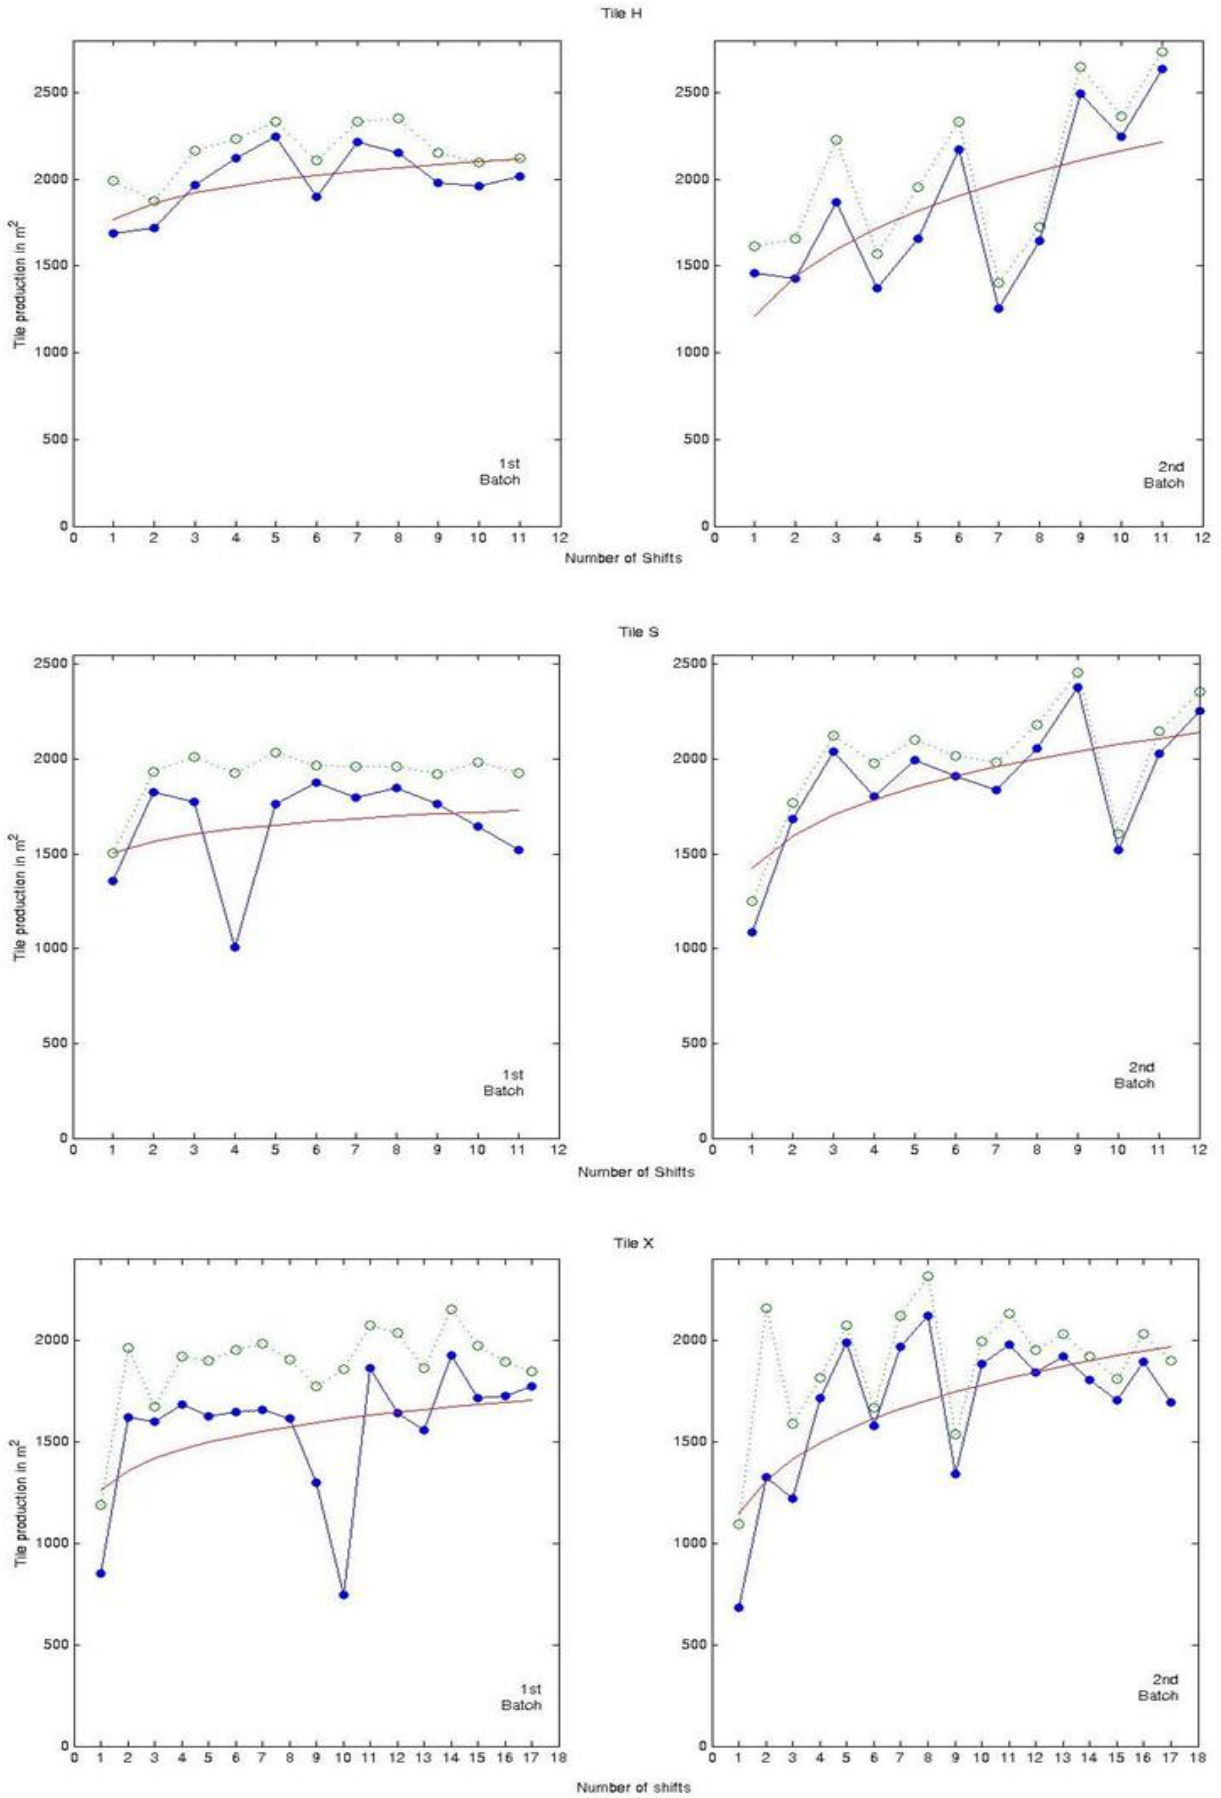 Tile H
2500
2000
1500
1000
500
0
Tile production in m²
1st
Batch
0 1 2 3 4 5 6 7 8 9 10 11 12
2500
2000
1500
1000
500
0
2nd
Batch
0 1 2 3 4 5 6 7 8 9 10 11 12
Number of Shifts
Tile S
2500
2000
1500
1000
500
0
Tile production in m²
1st
Batch
0 1 2 3 4 5 6 7 8 9 10 11 12
2500
2000
1500
1000
500
0
2nd
Batch
0 1 2 3 4 5 6 7 8 9 10 11 12
Number of Shifts
Tile X
2000
1500
1000
500
0
Tile production in m²
1st
Batch
0 1 2 3 4 5 6 7 8 9 10 11 12 13 14 15 16 17 18
2000
1500
1000
500
0
2nd
Batch
0 1 2 3 4 5 6 7 8 9 10 11 12 13 14 15 16 17 18
Number of shifts